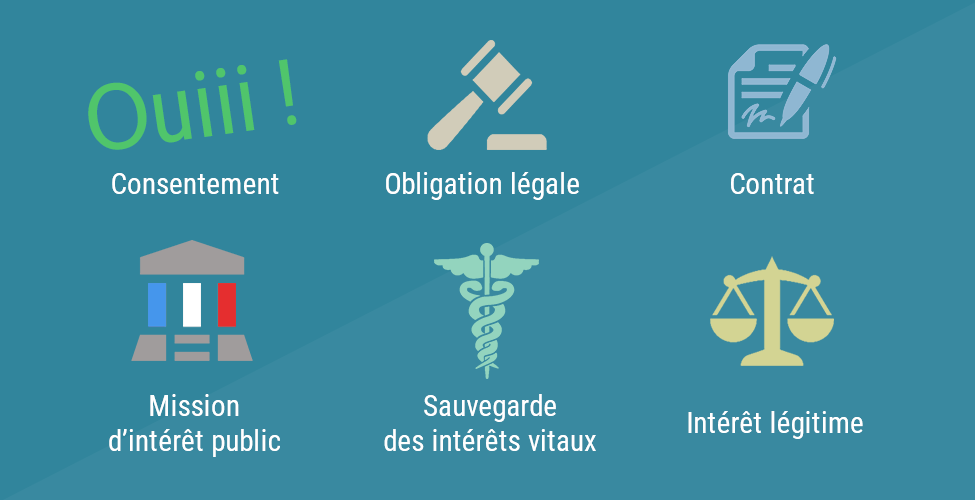 Ouiii !
Consentement
Obligation légale
Contrat
Mission
d’intérêt public
Sauvegarde
des intérêts vitaux
Intérêt légitime